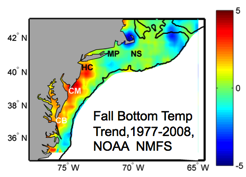 5
42°N
MP NS
40°N
HC
0
CM
38°N
CB
Fall Bottom Temp
Trend,1977-2008,
NOAA NMFS
36°N
-5
75°W 70°W 65°W